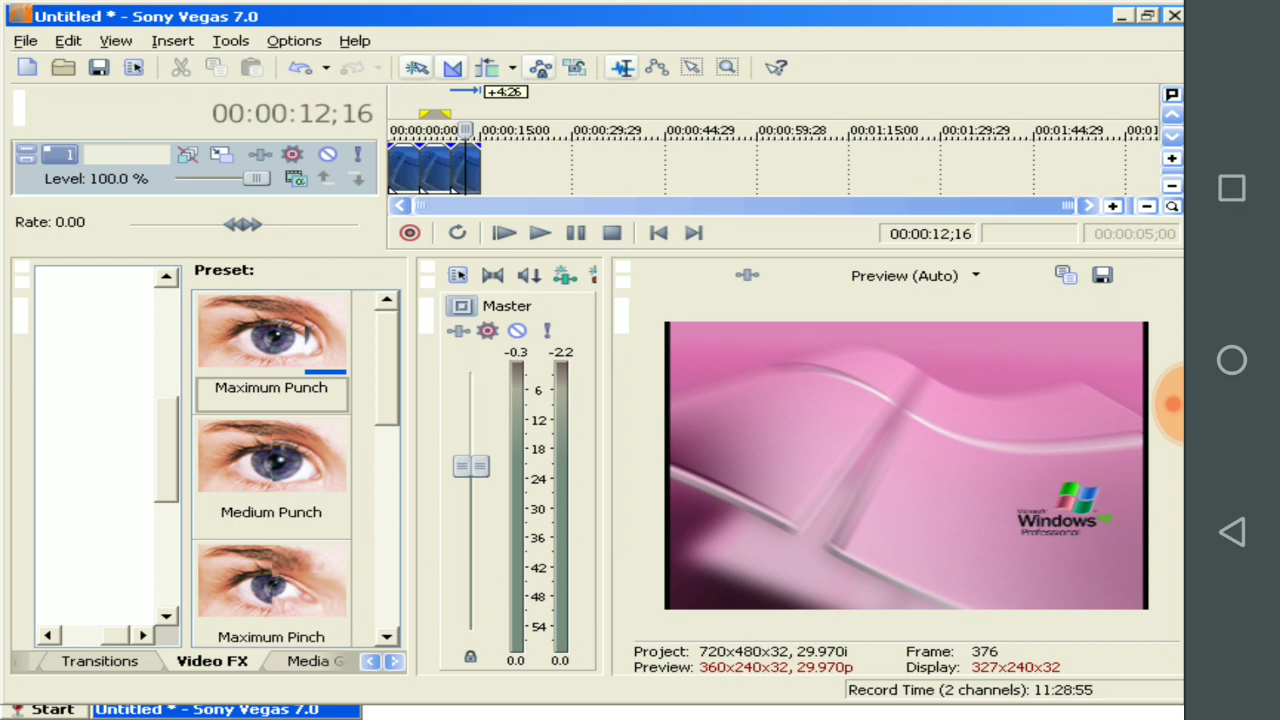 Untitled * - Sony Vegas 7.0
File Edit View Insert Tools Options Help
+4:26
00:00:12;16
00:00:00;00 00:00:15;00 00:00:29;29 00:00:44;29 00:00:59;28 00:01:15;00 00:01:29;29 00:01:44;29 00:01
1
Level: 100.0 %
Rate: 0.00
00:00:12;16 00:00:05;00
Preset:
Maximum Punch
Medium Punch
Maximum Pinch
Transitions Video FX Media G
Master
-0.3 -2.2
6
12
18
24
30
36
42
48
54
0.0 0.0
Preview (Auto)
Microsoft
Windows XP
Professional
Project: 720x480x32, 29.970i Frame: 376
Preview: 360x240x32, 29.970p Display: 327x240x32
Record Time (2 channels): 11:28:55
Start Untitled * - Sony Vegas 7.0